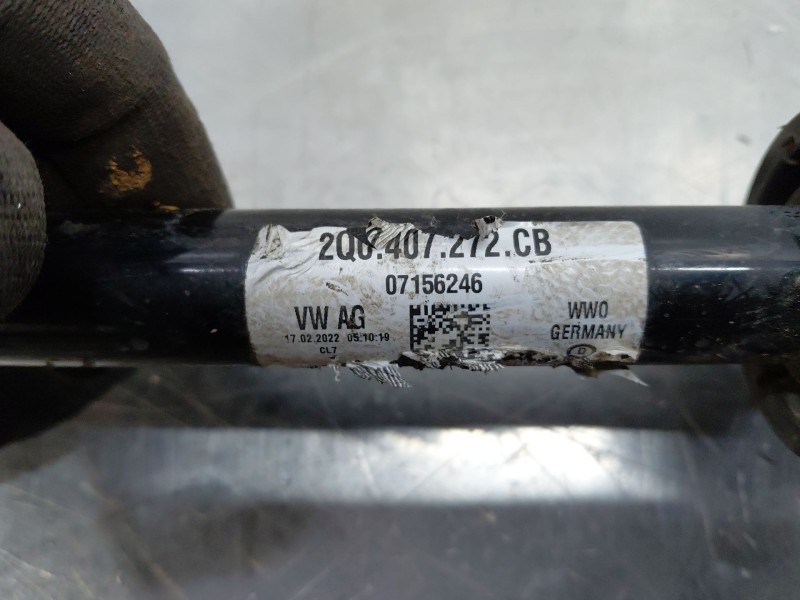 2Q0.407.272.CB
07156246
VW AG
17.02.2022 05:10:19
CL7
WWO
GERMANY
D